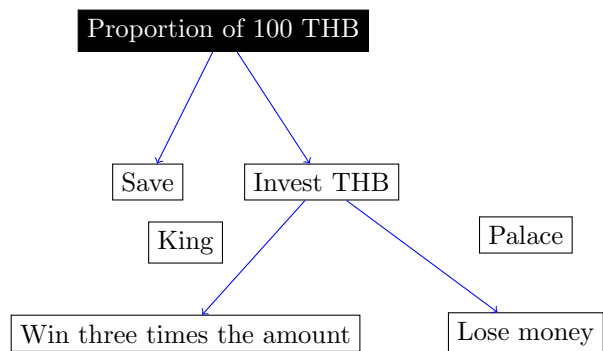 Proportion of 100 THB
Save
Invest THB
King
Palace
Win three times the amount
Lose money